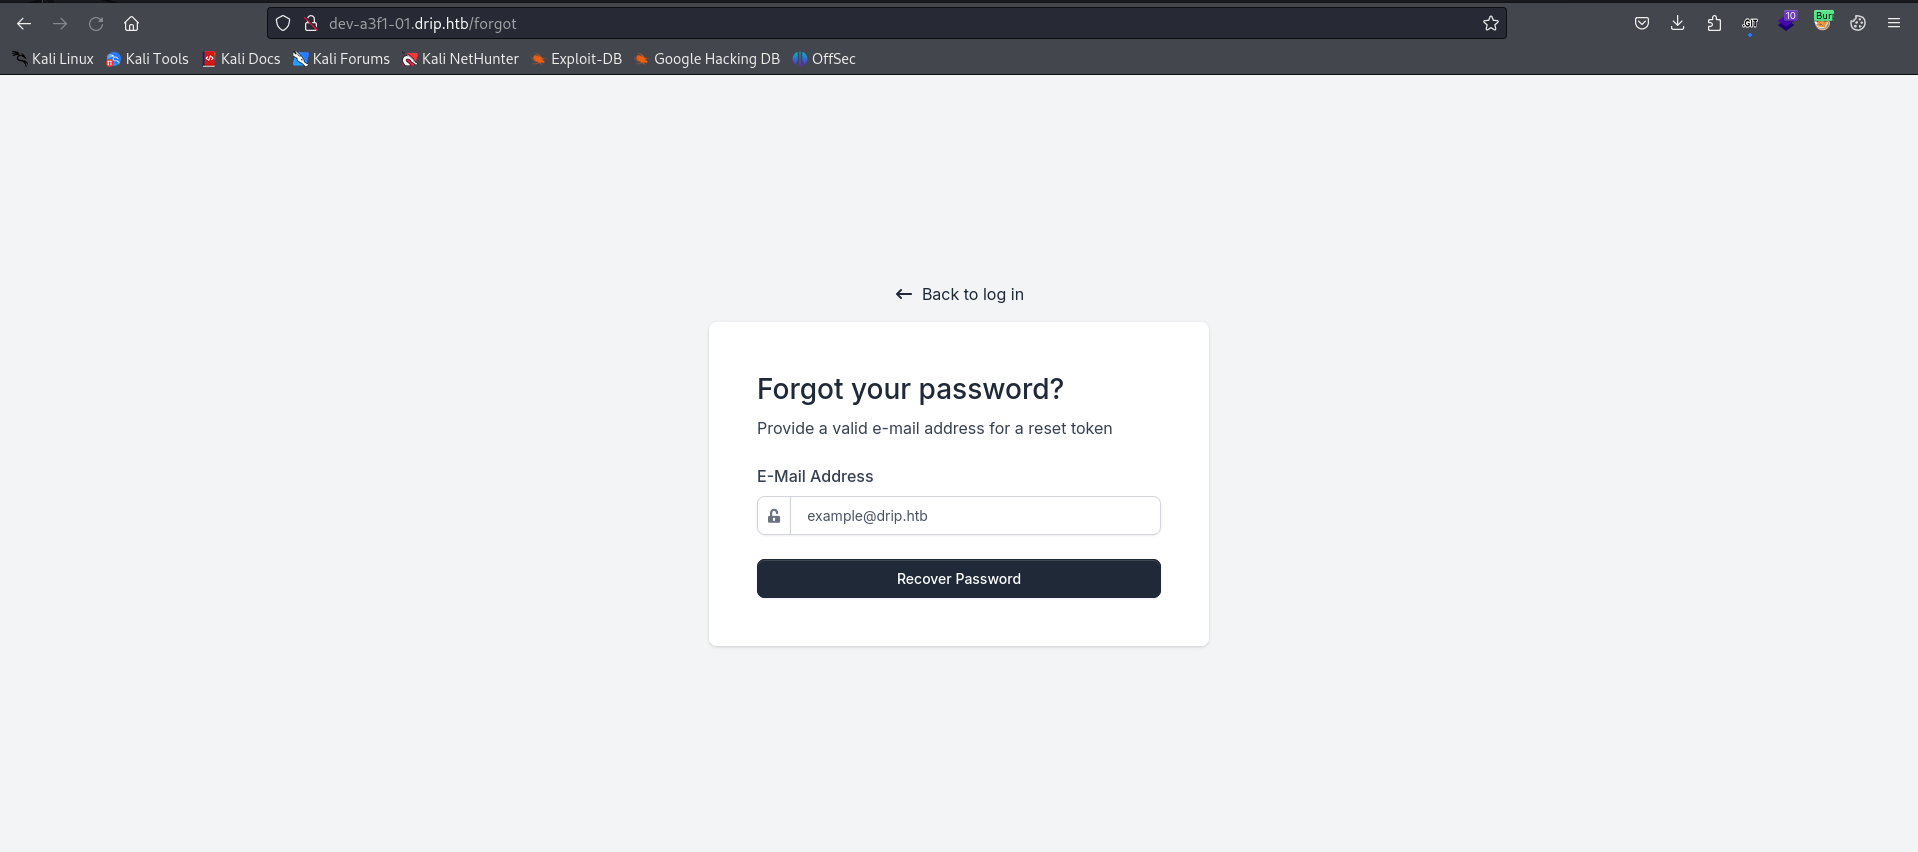 dev-a3f1-01.drip.htb/forgot
.GIT
10
Bur
Kali Linux Kali Tools Kali Docs Kali Forums Kali NetHunter Exploit-DB Google Hacking DB OffSec
Back to log in
Forgot your password?
Provide a valid e-mail address for a reset token
E-Mail Address
example@drip.htb
Recover Password